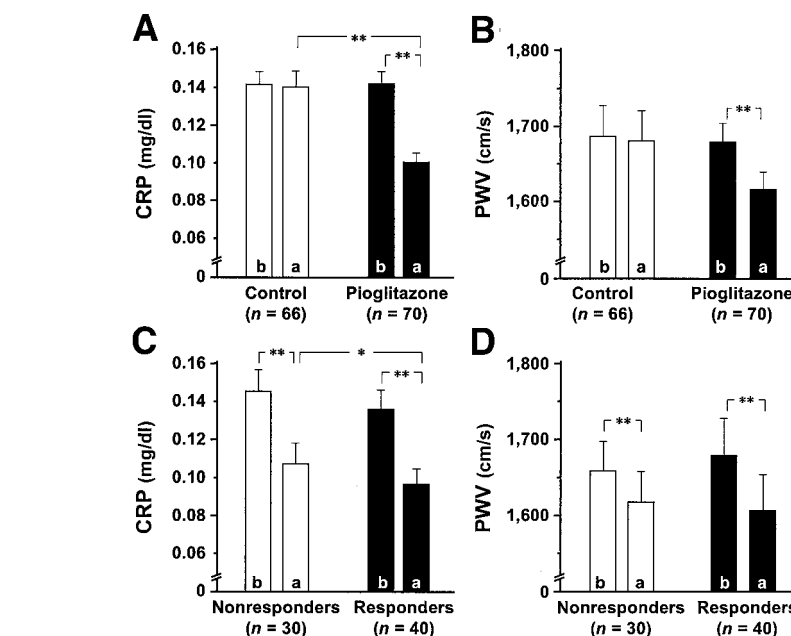 A
0.16
0.14
0.12
0.10
0.08
0.06
0
CRP (mg/dl)
**
**
b a b a
Control Pioglitazone
(n = 66) (n = 70)
B
1,800
1,700
1,600
0
PWV (cm/s)
**
b a b a
Control Pioglitazone
(n = 66) (n = 70)
C
0.16
0.14
0.12
0.10
0.08
0.06
0
CRP (mg/dl)
** *
**
b a b a
Nonresponders Responders
(n = 30) (n = 40)
D
1,800
1,700
1,600
0
PWV (cm/s)
**
**
b a b a
Nonresponders Responders
(n = 30) (n = 40)